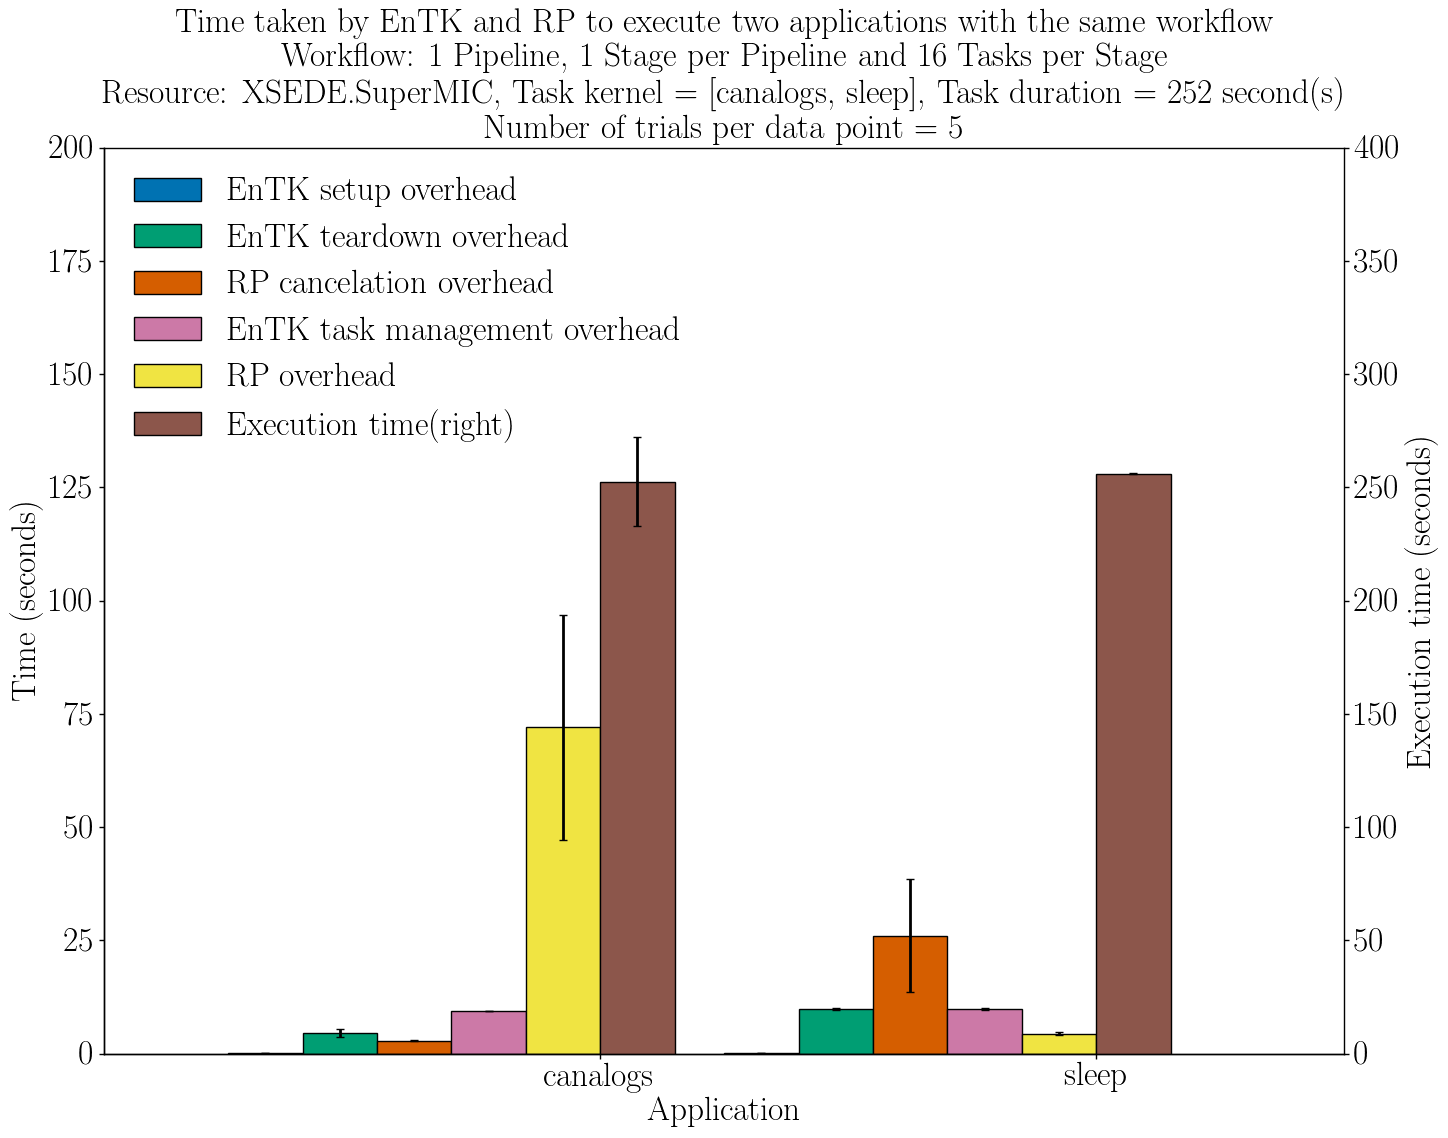 Time taken by EnTK and RP to execute two applications with the same workflow
Workflow: 1 Pipeline, 1 Stage per Pipeline and 16 Tasks per Stage
Resource: XSEDE.SuperMIC, Task kernel = [canalogs, sleep], Task duration = 252 second(s)
Number of trials per data point = 5
EnTK setup overhead
EnTK teardown overhead
RP cancelation overhead
EnTK task management overhead
RP overhead
Execution time(right)
Time (seconds)
200
175
150
125
100
75
50
25
0
400
350
300
250
200
150
100
50
0
Execution time (seconds)
canalogs
sleep
Application